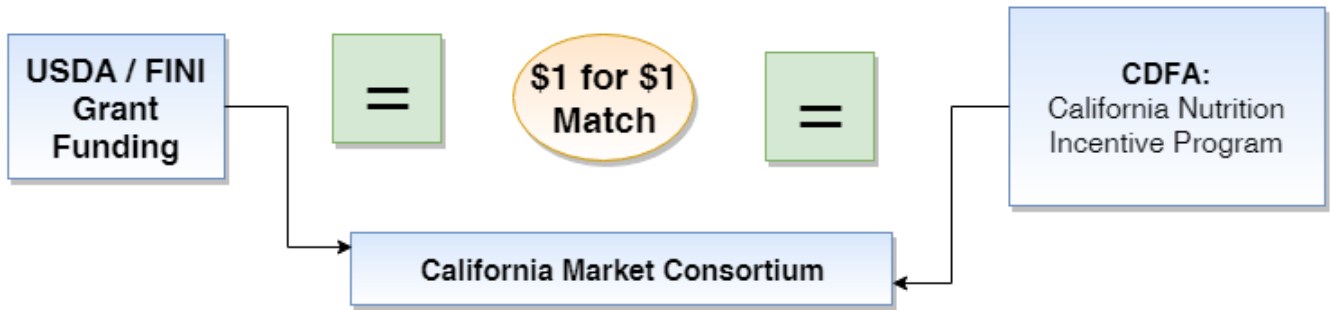 USDA / FINI
Grant
Funding
=
$1 for $1
Match
=
CDFA:
California Nutrition
Incentive Program
California Market Consortium